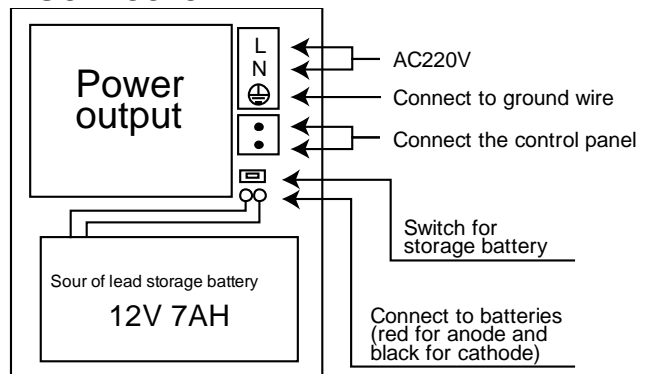 Power
output
L
N
AC220V
Connect to ground wire
Connect the control panel
Switch for
storage battery
Sour of lead storage battery
12V 7AH
Connect to batteries
(red for anode and
black for cathode)